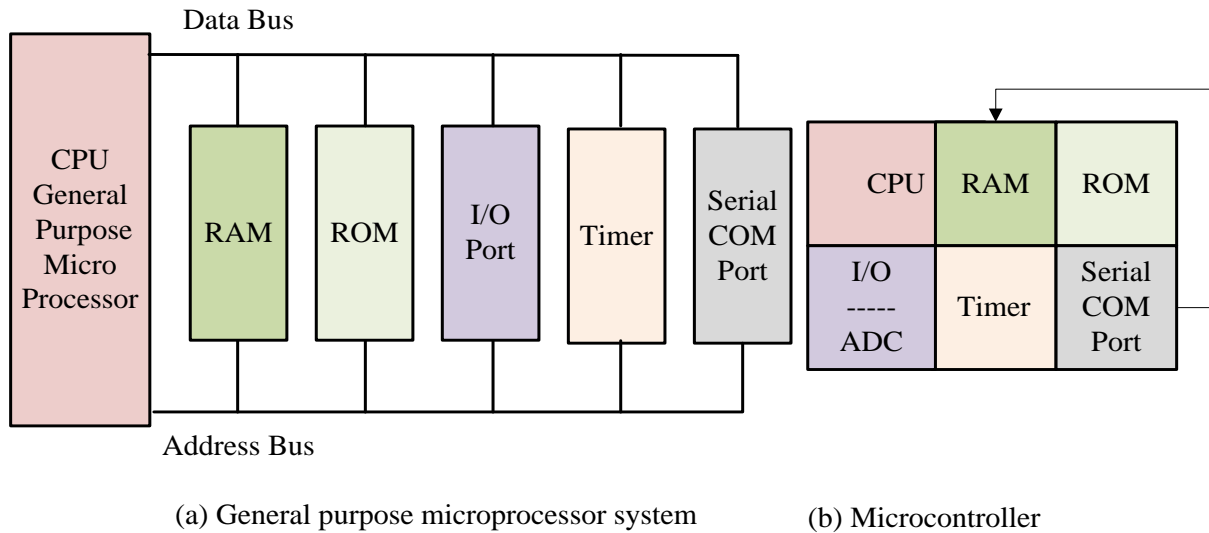 Data Bus
CPU
General
Purpose
Micro
Processor
RAM
ROM
I/O
Port
Timer
Serial
COM
Port
Address Bus
(a) General purpose microprocessor system
CPU
RAM
ROM
I/O
-----
ADC
Timer
Serial
COM
Port
(b) Microcontroller